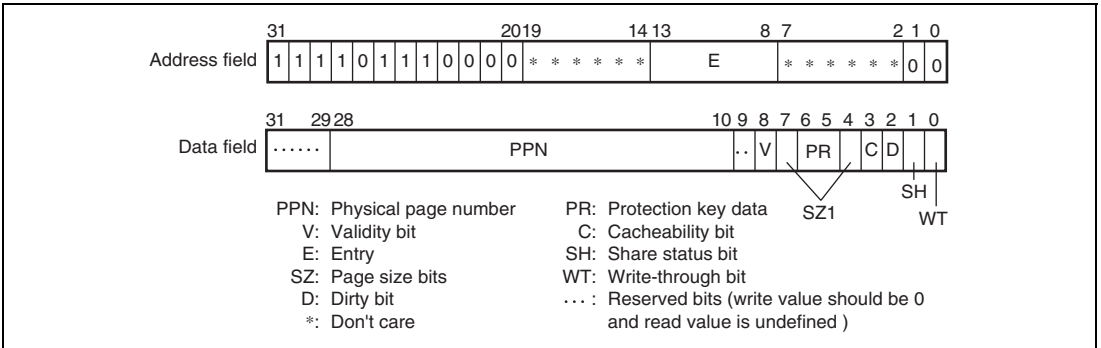 31 2019 14 13 8 7 2 1 0
Address field 1 1 1 1 0 1 1 1 0 0 0 0 * * * * * * E * * * * * * 0 0
31 29 28 10 9 8 7 6 5 4 3 2 1 0
Data field ...... PPN .. V PR C D
SZ1 SH WT
PPN: Physical page number
V: Validity bit
E: Entry
SZ: Page size bits
D: Dirty bit
*: Don't care
PR: Protection key data
C: Cacheability bit
SH: Share status bit
WT: Write-through bit
... : Reserved bits (write value should be 0
and read value is undefined )